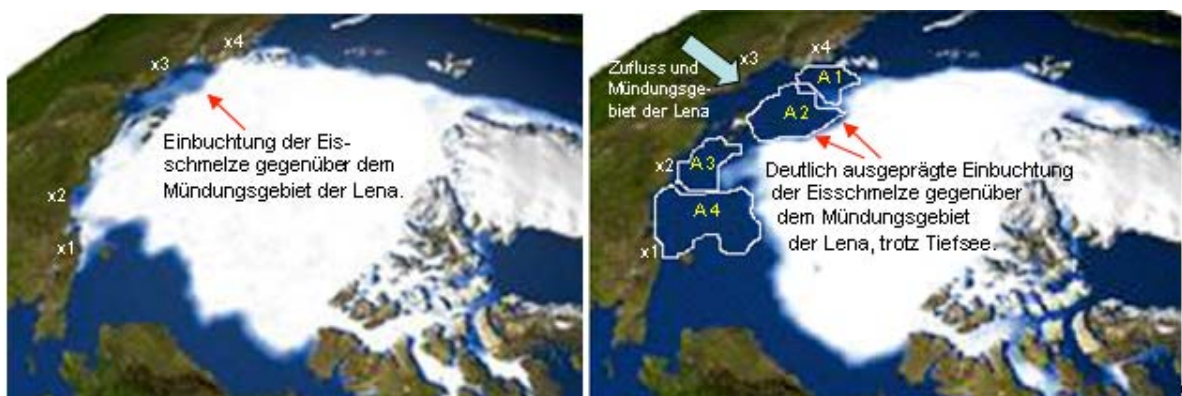 x4
x3
Einbuchtung der Eis-
schmelze gegenüber dem
Mündungsgebiet der Lena.
x2
x1
Zufluss und
Mündungsge-
biet der Lena
x3
x4
A 1
A 2
x2
A 3
Deutlich ausgeprägte Einbuchtung
der Eisschmelze gegenüber
dem Mündungsgebiet
der Lena, trotz Tiefsee.
A 4
x1